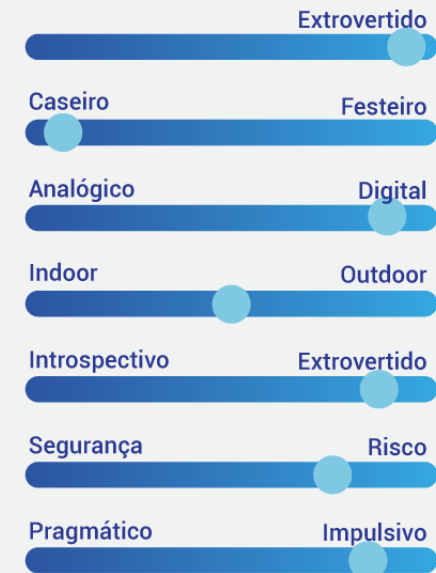 Extrovertido
Caseiro Festeiro
Analógico Digital
Indoor Outdoor
Introspectivo Extrovertido
Segurança Risco
Pragmático Impulsivo